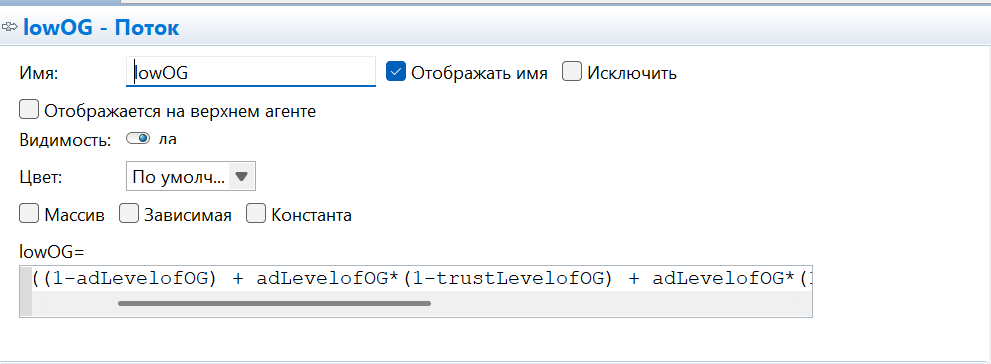 lowOG - Поток
Имя: lowOG Отображать имя Исключить
Отображается на верхнем агенте
Видимость: да
Цвет: По умолч...
Массив Зависимая Константа
lowOG=
((1-adLevelofOG) + adLevelofOG*(1-trustLevelofOG) + adLevelofOG*(